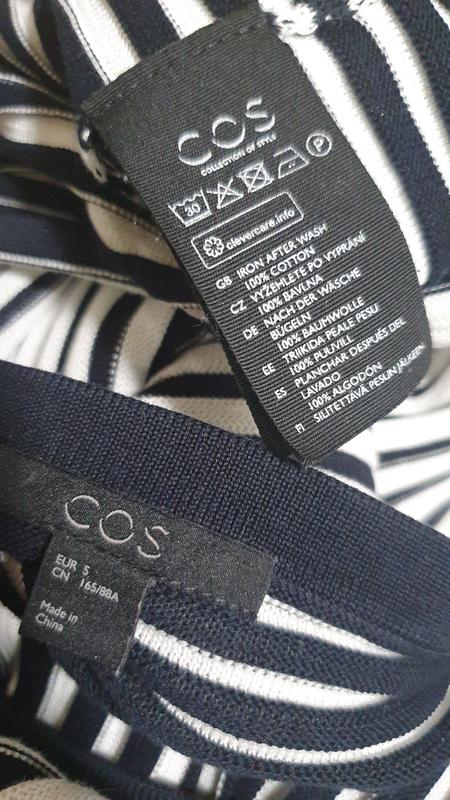 COS
COLLECTION OF STYLE
30 P
clevercare.info
GB IRON AFTER WASH
100% COTTON
CZ VYŽEHLETE PO VYPRÁNÍ
100% BAVLNA
DE NACH DER WÄSCHE
BÜGELN
100% BAUMWOLLE
EE TRIIKIDA PEALE PESU
100% PUUVILL
ES PLANCHAR DESPUÉS DEL
LAVADO
100% ALGODÓN
FI SILITETTÄVÄ PESUN JÄLKEEN
COS
EUR S
CN 165/88A
Made in
China